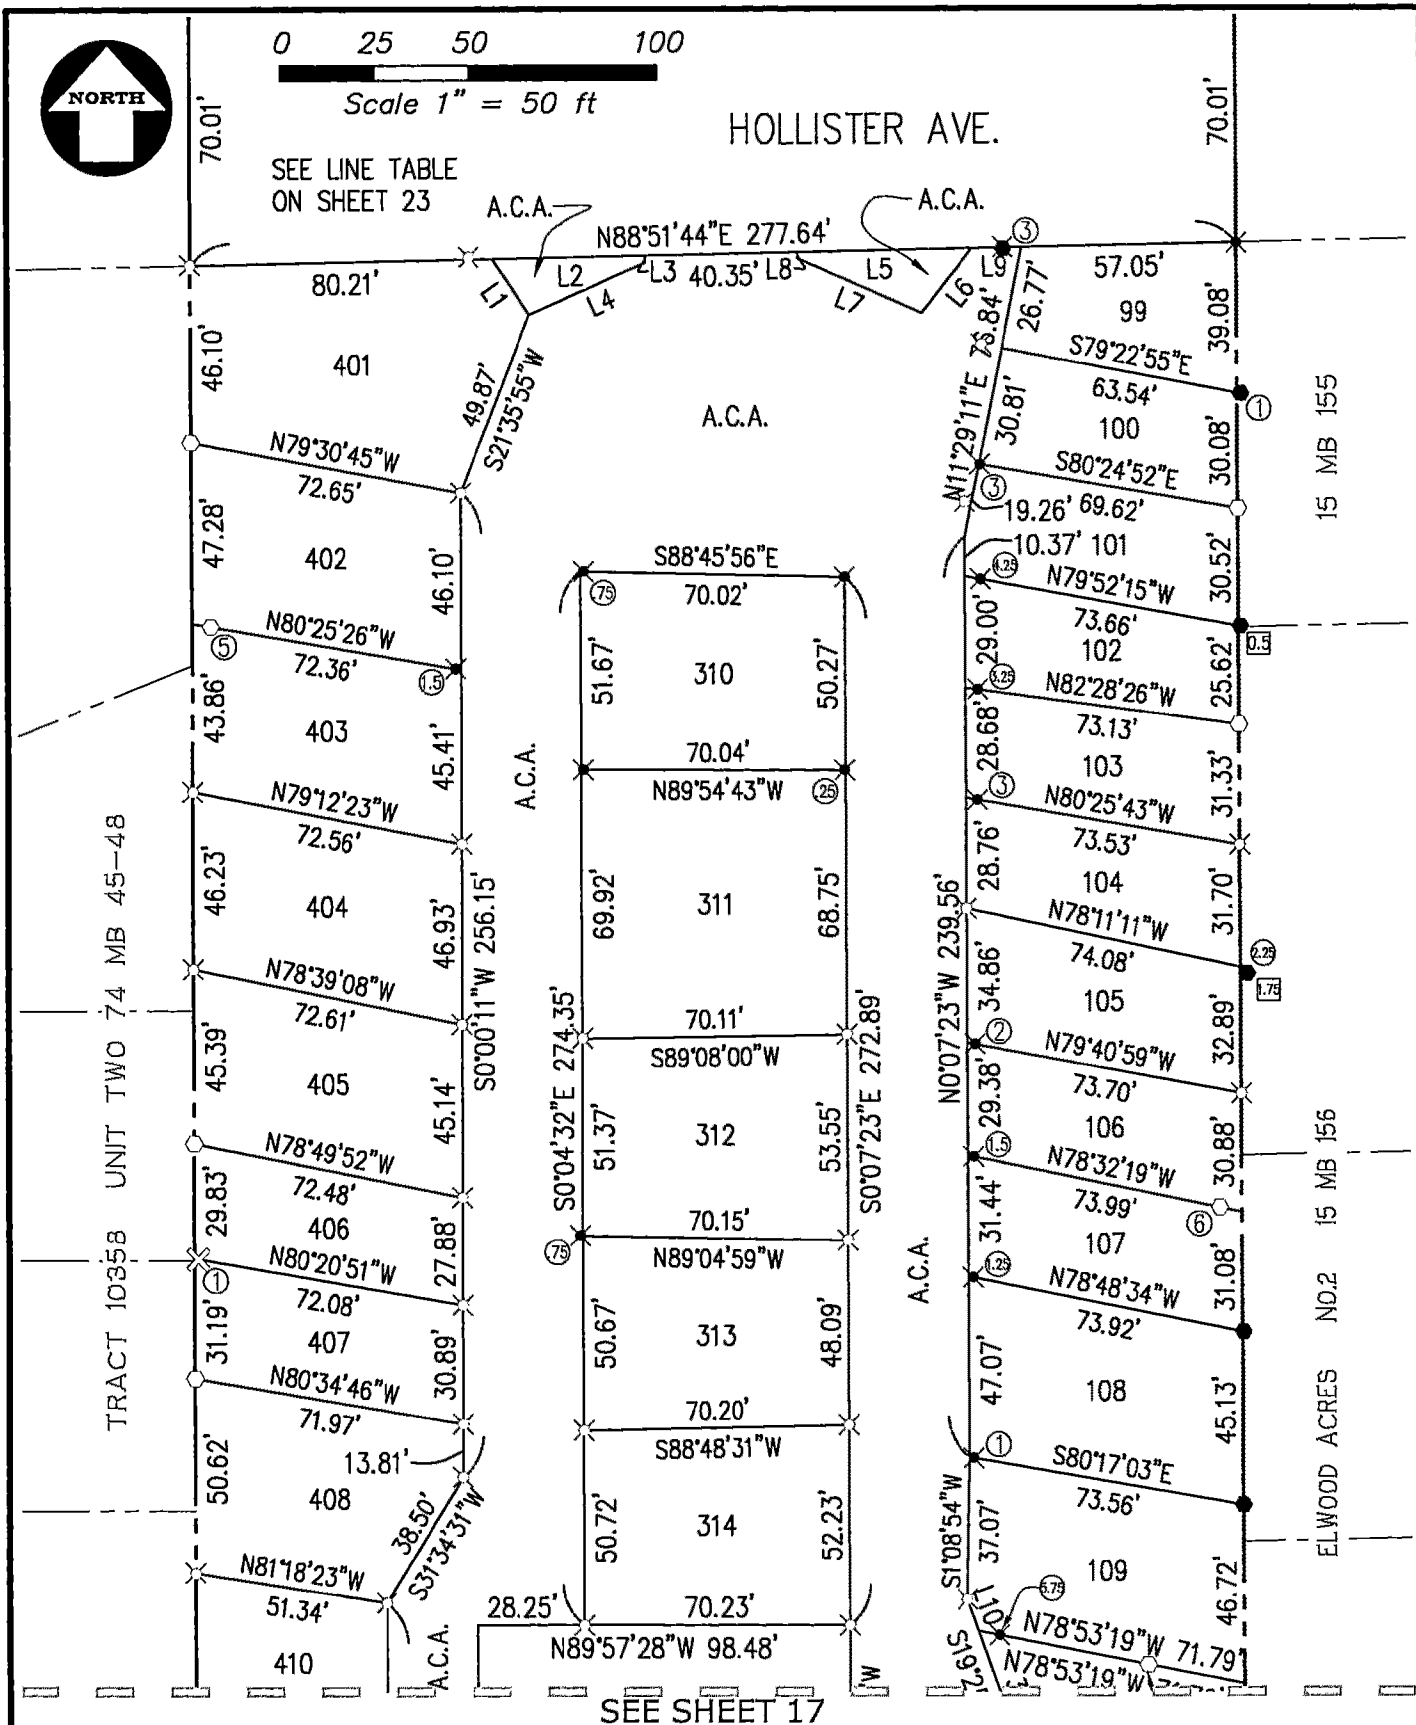 0 25 50 100
Scale 1" = 50 ft
NORTH
70.01'
70.01'
HOLLISTER AVE.
SEE LINE TABLE
ON SHEET 23
A.C.A.
A.C.A.
N88°51'44"E 277.64'
3
80.21'
L1
L2
L3
L4
40.35'
L8
L5
L7
L6
L9
57.05'
46.10'
401
49.87'
S21°35'55"W
A.C.A.
N11°29'11"E 73.84'
26.77'
99
39.08'
S79°22'55"E
63.54'
1
30.81'
100
30.08'
S80°24'52"E
69.62'
3
19.26'
10.37'
101
30.52'
N79°30'45"W
72.65'
47.28'
402
46.10'
S88°45'56"E
70.02'
.75
4.25
N79°52'15"W
73.66'
0.5
N80°25'26"W
72.36'
5
1.5
51.67'
310
50.27'
29.00'
102
25.62'
3.25
N82°28'26"W
73.13'
43.86'
403
45.41'
A.C.A.
70.04'
N89°54'43"W
.25
28.68'
103
31.33'
3
N80°25'43"W
73.53'
N79°12'23"W
72.56'
46.23'
404
46.93'
S0°00'11"W 256.15'
69.92'
311
68.75'
28.76'
104
31.70'
N78°11'11"W
74.08'
2.25
1.75
N0°07'23"W 239.56'
N78°39'08"W
72.61'
45.39'
405
45.14'
S0°04'32"E 274.35'
70.11'
S89°08'00"W
S0°07'23"E 272.89'
34.86'
105
32.89'
2
N79°40'59"W
73.70'
51.37'
312
53.55'
29.38'
106
30.88'
1.5
N78°32'19"W
73.99'
6
N78°49'52"W
72.48'
29.83'
406
27.88'
70.15'
N89°04'59"W
.75
A.C.A.
31.44'
107
31.08'
1.25
N78°48'34"W
73.92'
N80°20'51"W
72.08'
1
31.19'
407
30.89'
50.67'
313
48.09'
47.07'
108
45.13'
N80°34'46"W
71.97'
13.81'
70.20'
S88°48'31"W
1
S80°17'03"E
73.56'
50.62'
408
38.50'
S31°34'31"W
50.72'
314
52.23'
S1°08'54"W
37.07'
109
46.72'
N81°18'23"W
51.34'
410
A.C.A.
28.25'
70.23'
N89°57'28"W 98.48'
L10
5.75
N78°53'19"W 71.79'
N78°53'19"W
"W
TRACT 10358 UNIT TWO 74 MB 45-48
15 MB 155
ELWOOD ACRES NO.2 15 MB 156
SEE SHEET 17